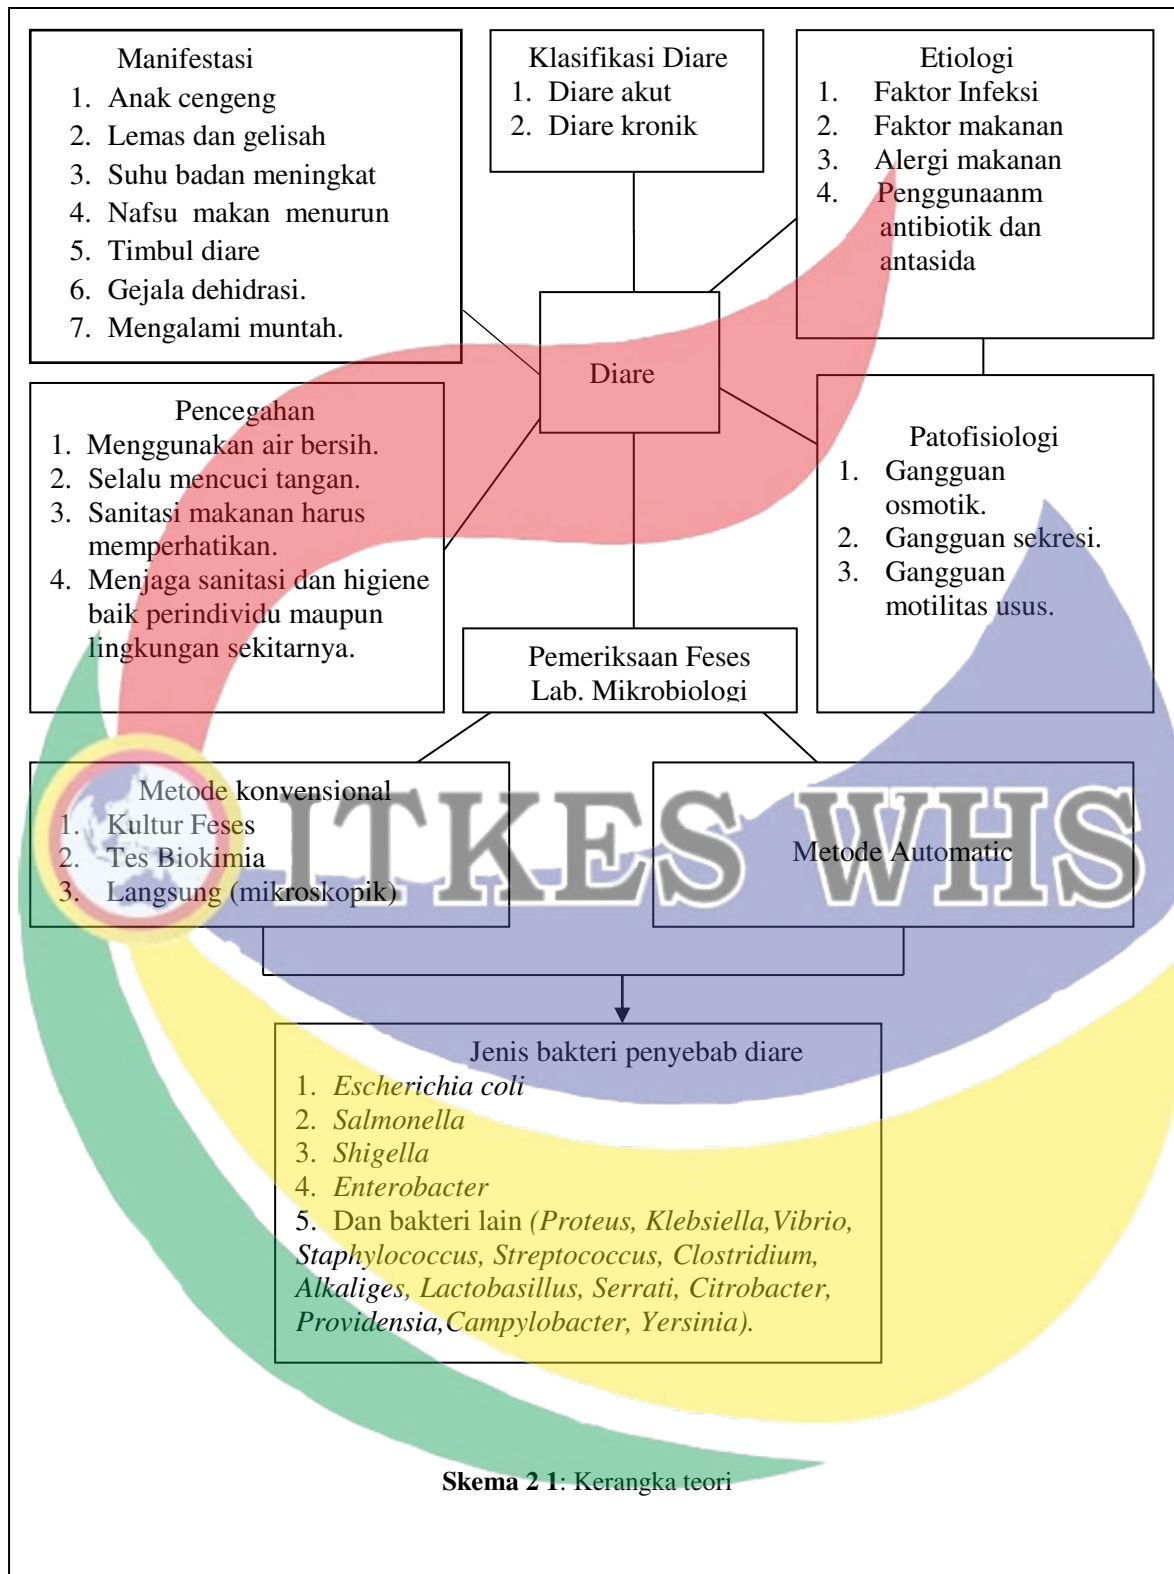 Manifestasi
1. Anak cengeng
2. Lemas dan gelisah
3. Suhu badan meningkat
4. Nafsu makan menurun
5. Timbul diare
6. Gejala dehidrasi.
7. Mengalami muntah.
Klasifikasi Diare
1. Diare akut
2. Diare kronik
Etiologi
1. Faktor Infeksi
2. Faktor makanan
3. Alergi makanan
4. Penggunaanm
antibiotik dan
antasida
Diare
Pencegahan
1. Menggunakan air bersih.
2. Selalu mencuci tangan.
3. Sanitasi makanan harus
memperhatikan.
4. Menjaga sanitasi dan higiene
baik perindividu maupun
lingkungan sekitarnya.
Patofisiologi
1. Gangguan
osmotik.
2. Gangguan sekresi.
3. Gangguan
motilitas usus.
Pemeriksaan Feses
Lab. Mikrobiologi
Metode konvensional
1. Kultur Feses
2. Tes Biokimia
3. Langsung (mikroskopik)
Metode Automatic
ITKES WHS
Jenis bakteri penyebab diare
1. Escherichia coli
2. Salmonella
3. Shigella
4. Enterobacter
5. Dan bakteri lain (Proteus, Klebsiella,Vibrio,
Staphylococcus, Streptococcus, Clostridium,
Alkaliges, Lactobasillus, Serrati, Citrobacter,
Providensia,Campylobacter, Yersinia).
Skema 2 1: Kerangka teori